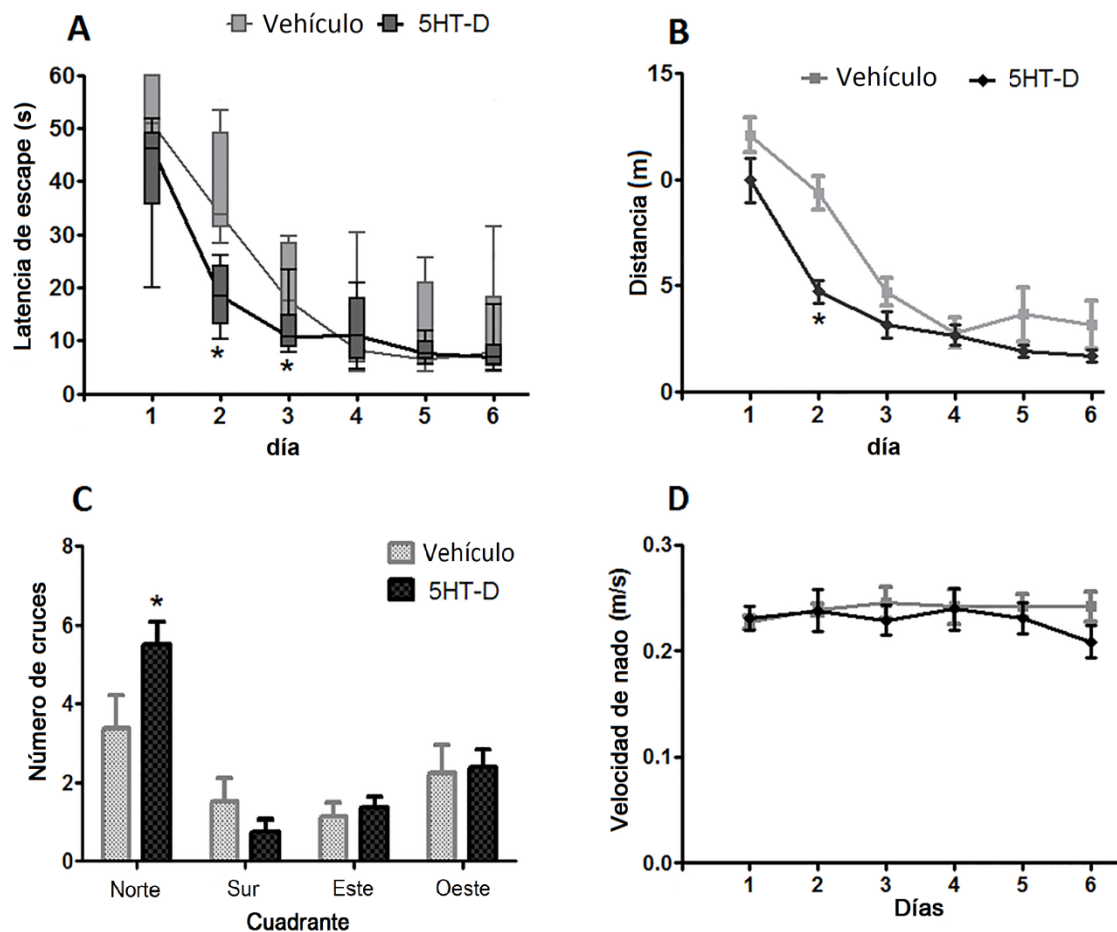 A
Vehículo 5HT-D
Latencia de escape (s)
60
50
40
30
20
10
0
* *
1 2 3 4 5 6
día
B
Vehículo 5HT-D
Distancia (m)
15
0
5
0
*
1 2 3 4 5 6
día
C
Vehículo
5HT-D
Número de cruces
8
6
4
2
0
*
Norte Sur Este Oeste
Cuadrante
D
Velocidad de nado (m/s)
0.3
0.2
0.1
0.0
1 2 3 4 5 6
Días